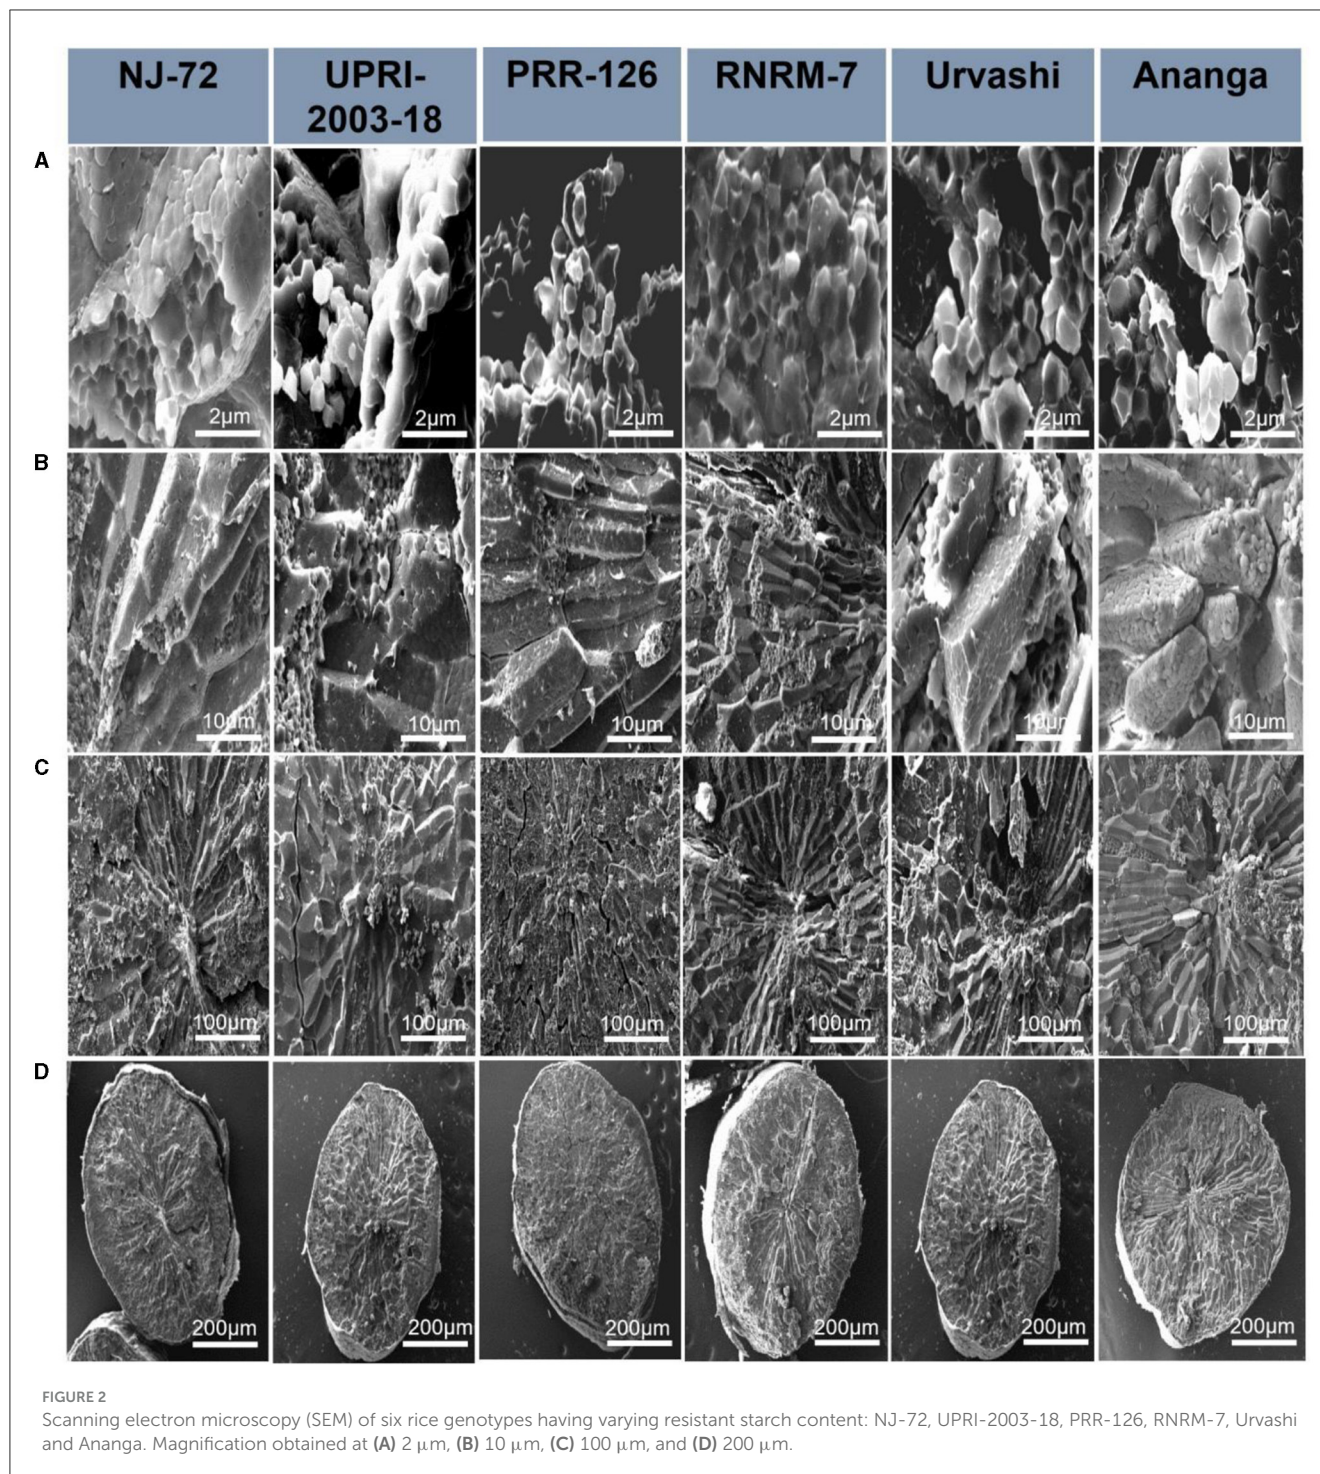 NJ-72
UPRI-
2003-18
PRR-126
RNRM-7
Urvashi
Ananga
A
2μm
2μm
2μm
2μm
2μm
2μm
B
10μm
10μm
10μm
10μm
10μm
10μm
C
100μm
100μm
100μm
100μm
100μm
100μm
D
200μm
200μm
200μm
200μm
200μm
200μm
FIGURE 2
Scanning electron microscopy (SEM) of six rice genotypes having varying resistant starch content: NJ-72, UPRI-2003-18, PRR-126, RNRM-7, Urvashi
and Ananga. Magnification obtained at (A) 2 μm, (B) 10 μm, (C) 100 μm, and (D) 200 μm.